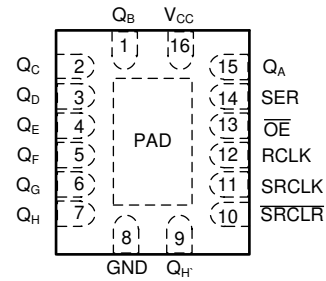 QB VCC
1 16
QC 2 15 QA
QD 3 14 SER
QE 4 13 OE
QF 5 PAD 12 RCLK
QG 6 11 SRCLK
QH 7 10 SRCLR
8 9
GND QH`